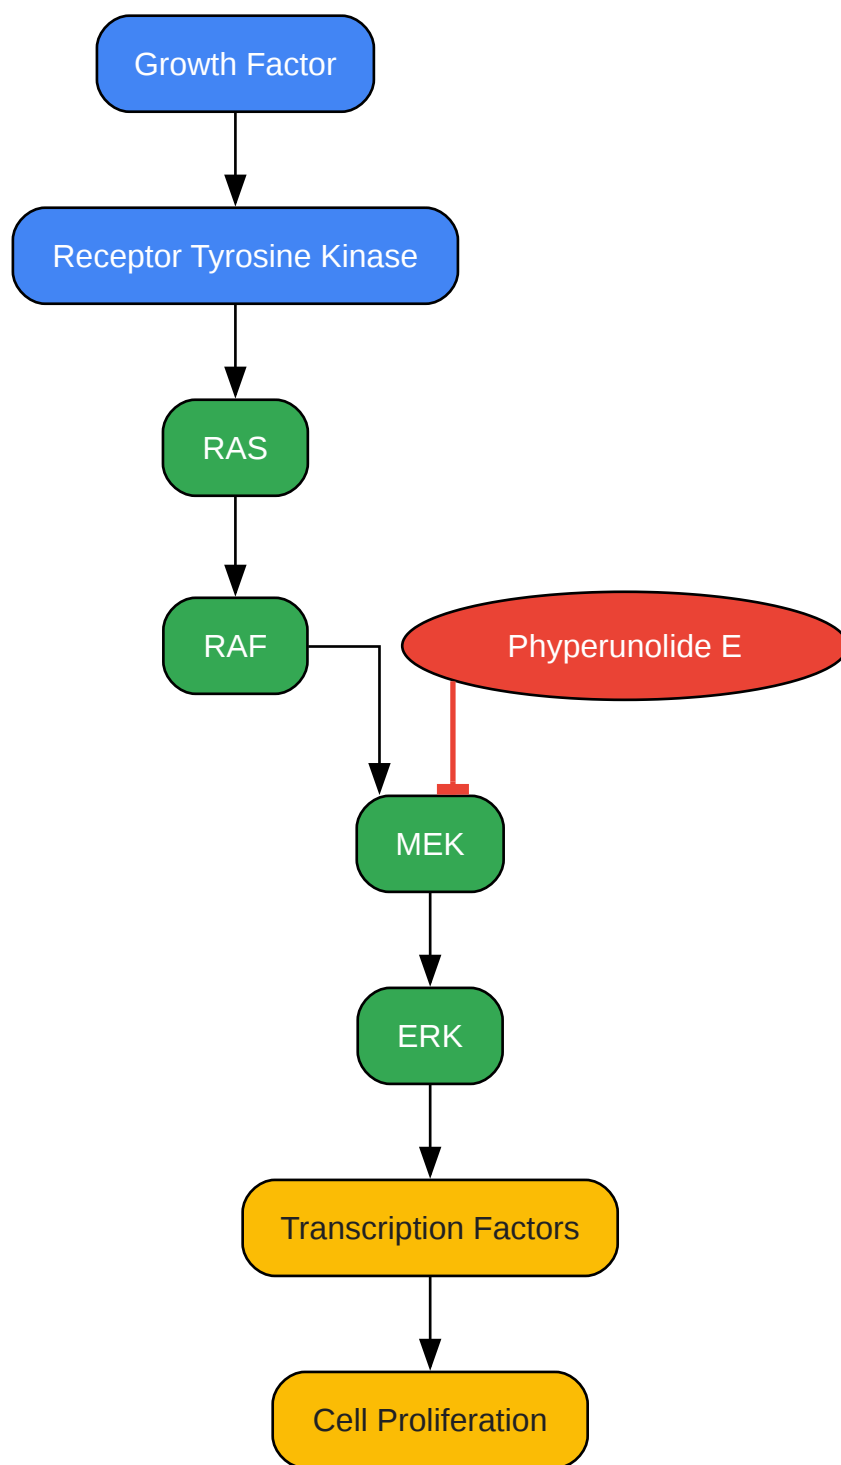 Growth Factor
Receptor Tyrosine Kinase
RAS
RAF
Phyperunolide E
MEK
ERK
Transcription Factors
Cell Proliferation